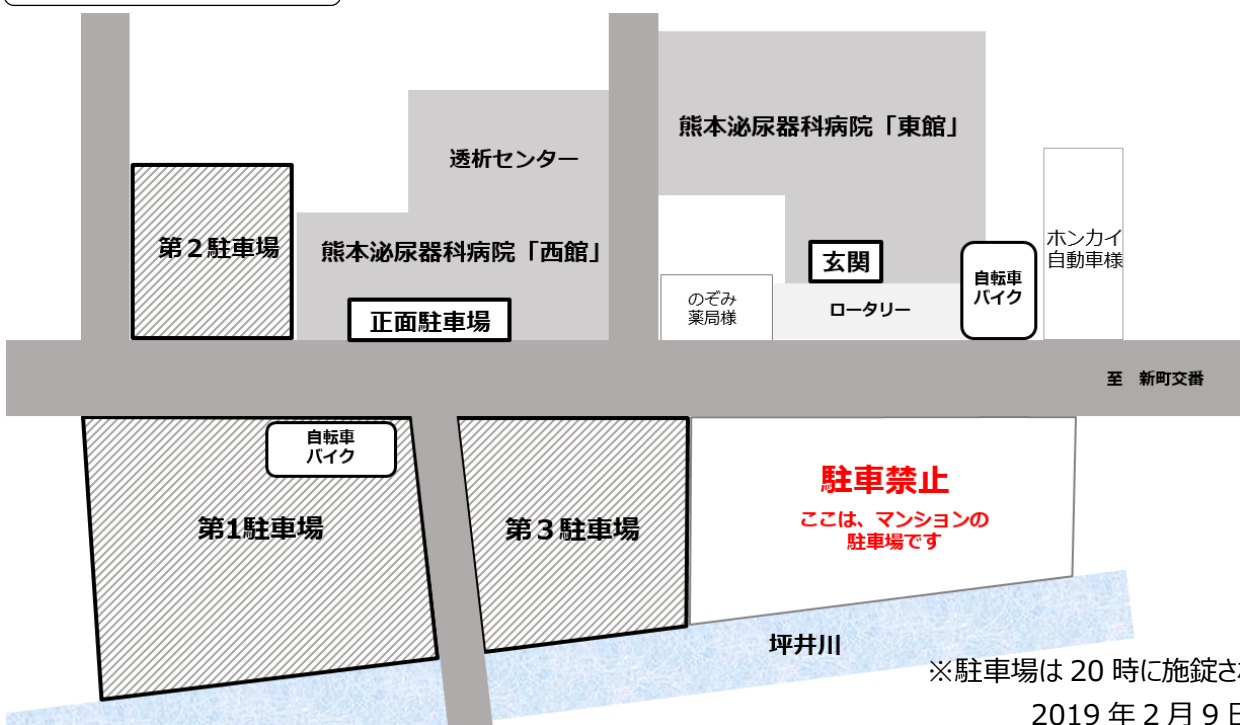 熊本泌尿器科病院「東館」
透析センター
第２駐車場
熊本泌尿器科病院「西館」
ホンカイ
自動車様
玄関
自転車
バイク
のぞみ
薬局様
ロータリー
正面駐車場
至　新町交番
自転車
バイク
駐車禁止
ここは、マンションの
駐車場です
第1駐車場
第３駐車場
坪井川
※駐車場は 20 時に施錠さ
2019 年 2 月 9 日